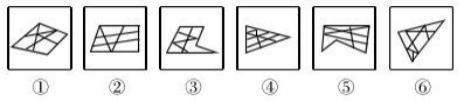 ① ② ③ ④ ⑤ ⑥